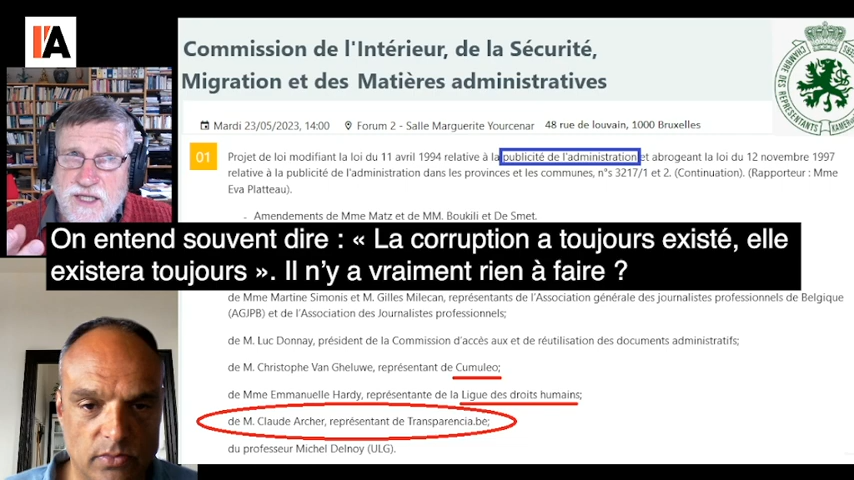 I'A
Commission de l'Intérieur, de la Sécurité,
Migration et des Matières administratives
CHAMBRE DES REPRÉSENTANTS
Mardi 23/05/2023, 14:00 Forum 2 - Salle Marguerite Yourcenar 48 rue de louvain, 1000 Bruxelles
01
Projet de loi modifiant la loi du 11 avril 1994 relative à la publicité de l'administration et abrogeant la loi du 12 novembre 1997
relative à la publicité de l'administration dans les provinces et les communes, n°s 3217/1 et 2. (Continuation). (Rapporteur : Mme
Eva Platteau).
- Amendements de Mme Matz et de MM. Boukili et De Smet.
On entend souvent dire : « La corruption a toujours existé, elle
existera toujours ». Il n'y a vraiment rien à faire ?
de Mme Martine Simonis et M. Gilles Milecan, représentants de l'Association générale des journalistes professionnels de Belgique
(AGJPB) et de l'Association des Journalistes professionnels;
de M. Luc Donnay, président de la Commission d'accès aux et de réutilisation des documents administratifs;
de M. Christophe Van Gheluwe, représentant de Cumuleo;
de Mme Emmanuelle Hardy, représentante de la Ligue des droits humains;
de M. Claude Archer, représentant de Transparencia.be;
du professeur Michel Delnoy (ULG).